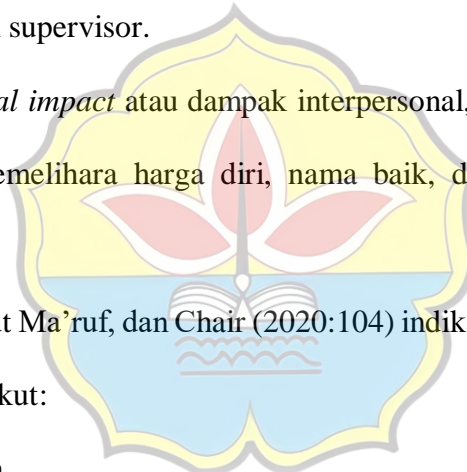 supervisor.
al impact atau dampak interpersonal,
emelihara harga diri, nama baik, d
t Ma’ruf, dan Chair (2020:104) indik
kut: